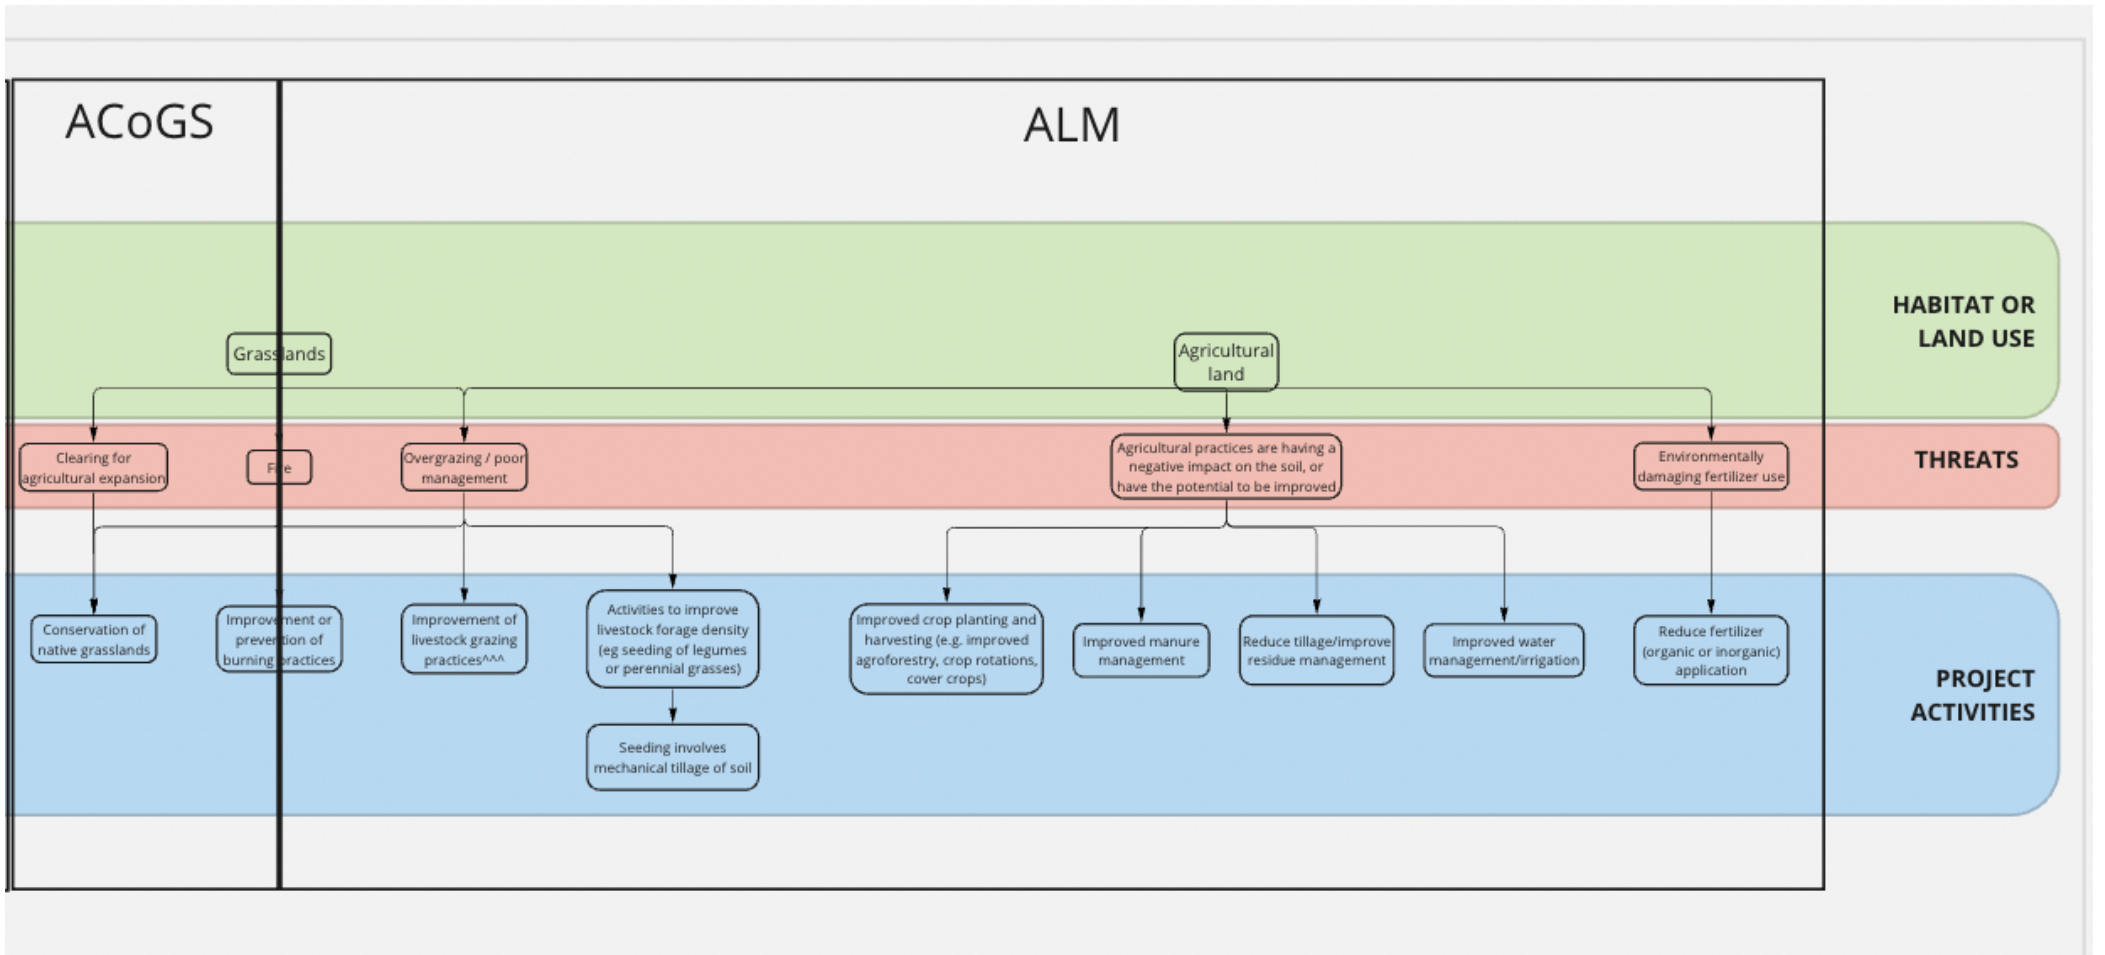 ACoGS
ALM
HABITAT OR
LAND USE
Grasslands
Agricultural
land
THREATS
Clearing for
agricultural expansion
Fire
Overgrazing / poor
management
Agricultural practices are having a
negative impact on the soil, or
have the potential to be improved
Environmentally
damaging fertilizer use
PROJECT
ACTIVITIES
Conservation of
native grasslands
Improvement or
prevention of
burning practices
Improvement of
livestock grazing
practices^^^
Activities to improve
livestock forage density
(eg seeding of legumes
or perennial grasses)
Improved crop planting and
harvesting (e.g. improved
agroforestry, crop rotations,
cover crops)
Improved manure
management
Reduce tillage/improve
residue management
Improved water
management/irrigation
Reduce fertilizer
(organic or inorganic)
application
Seeding involves
mechanical tillage of soil